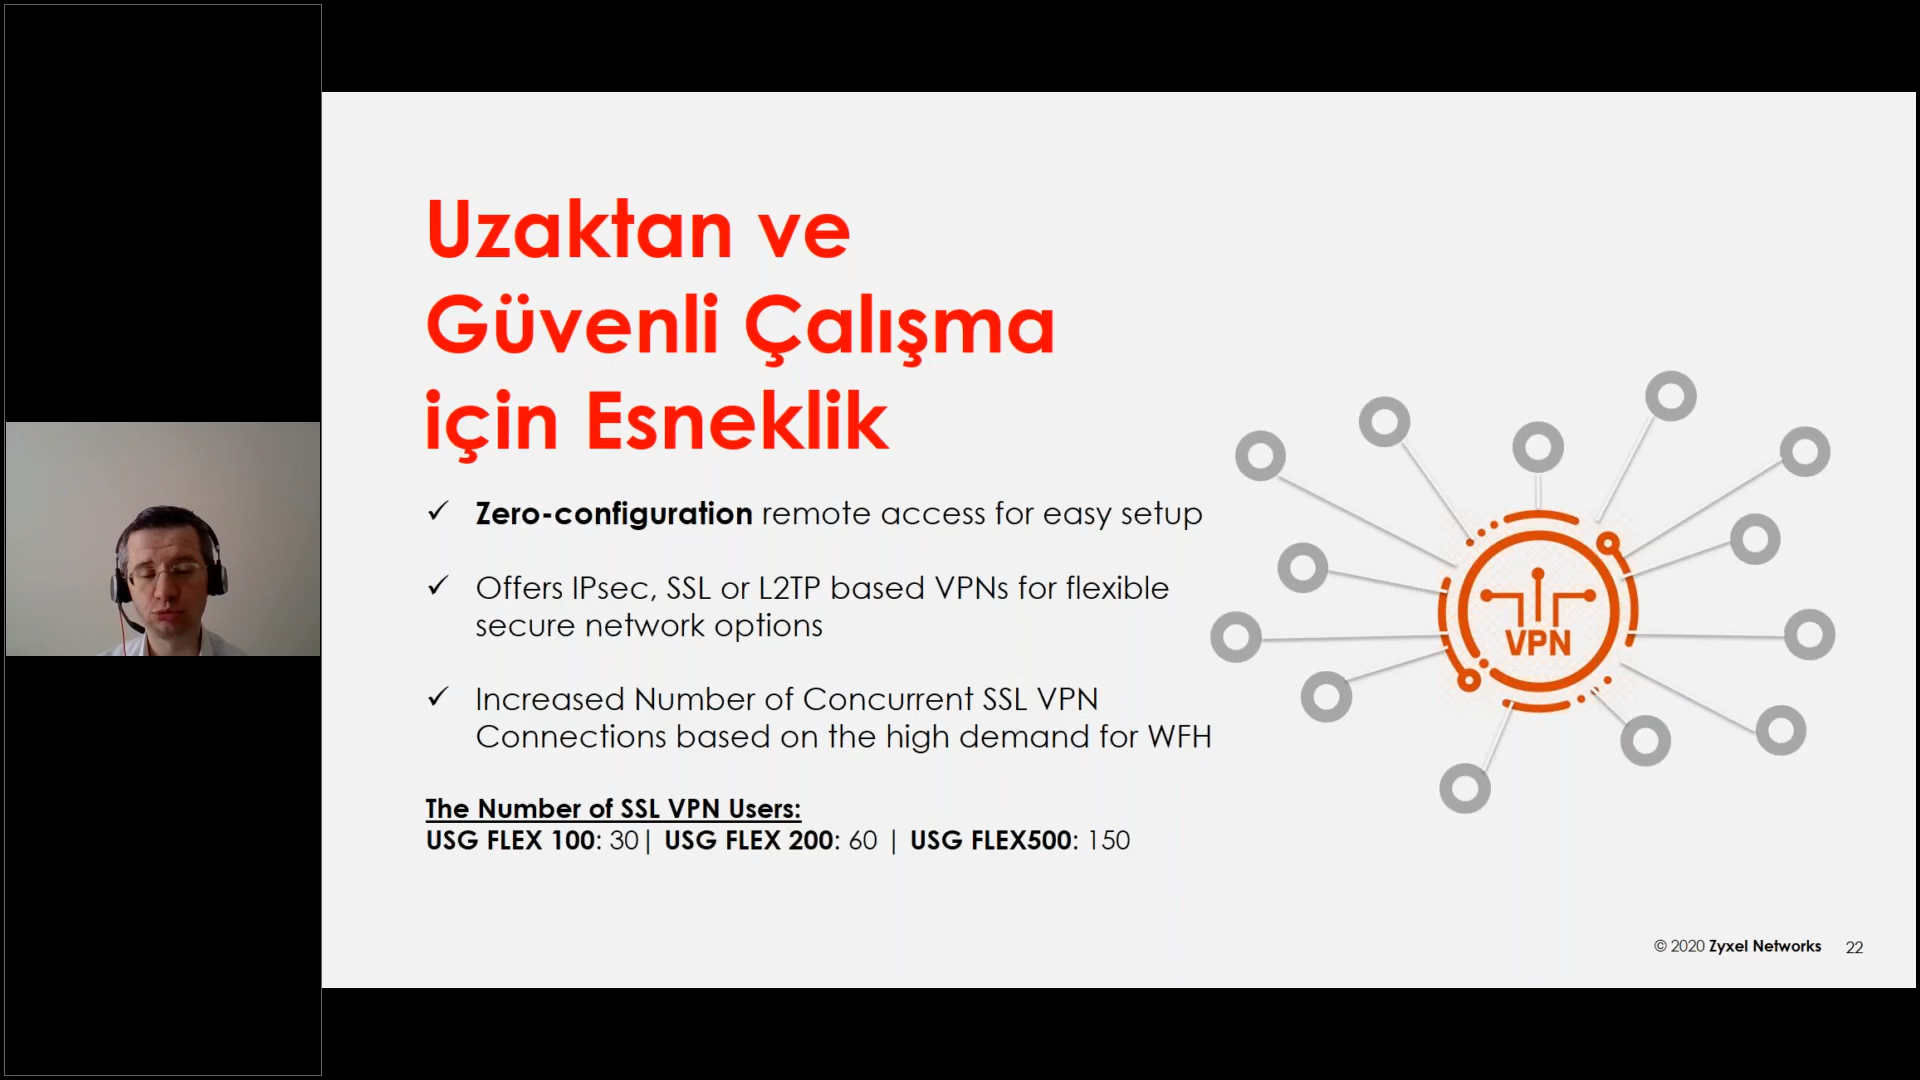 Uzaktan ve
Güvenli Çalışma
için Esneklik
✓ Zero-configuration remote access for easy setup
✓ Offers IPsec, SSL or L2TP based VPNs for flexible
secure network options
✓ Increased Number of Concurrent SSL VPN
Connections based on the high demand for WFH
The Number of SSL VPN Users:
USG FLEX 100: 30| USG FLEX 200: 60 | USG FLEX500: 150
VPN
© 2020 Zyxel Networks 22